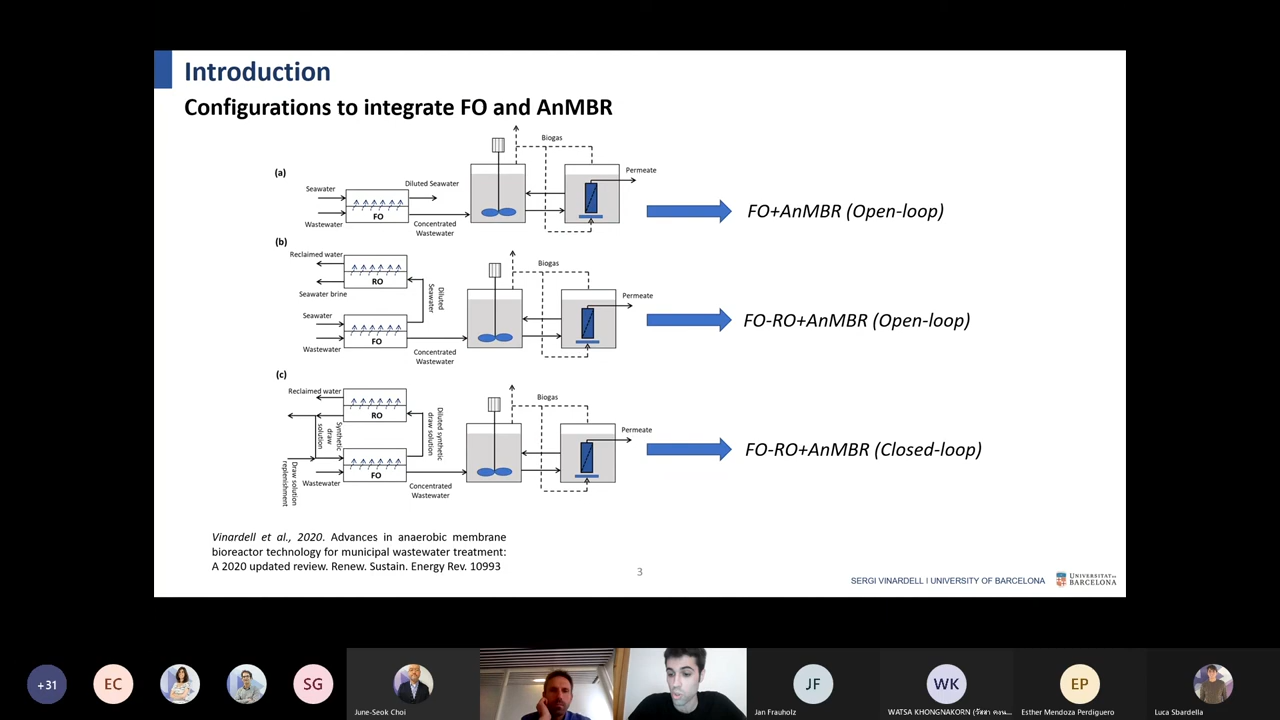 Introduction
Configurations to integrate FO and AnMBR
(a)
Seawater
Wastewater
FO
Diluted Seawater
Concentrated
Wastewater
Biogas
Permeate
FO+AnMBR (Open-loop)
(b)
Reclaimed water
Seawater brine
RO
Diluted
Seawater
Seawater
Wastewater
FO
Concentrated
Wastewater
Biogas
Permeate
FO-RO+AnMBR (Open-loop)
(c)
Reclaimed water
RO
Synthetic
draw
solution
Diluted synthetic
draw solution
Draw solution
replenishment
Wastewater
FO
Concentrated
Wastewater
Biogas
Permeate
FO-RO+AnMBR (Closed-loop)
Vinardell et al., 2020. Advances in anaerobic membrane
bioreactor technology for municipal wastewater treatment:
A 2020 updated review. Renew. Sustain. Energy Rev. 10993
3
SERGI VINARDELL I UNIVERSITY OF BARCELONA
UNIVERSITAT DE
BARCELONA
+31
EC
SG
June-Seok Choi
JF
Jan Frauholz
WK
WATSA KHONGNAKORN
EP
Esther Mendoza Perdiguero
Luca Sbardella